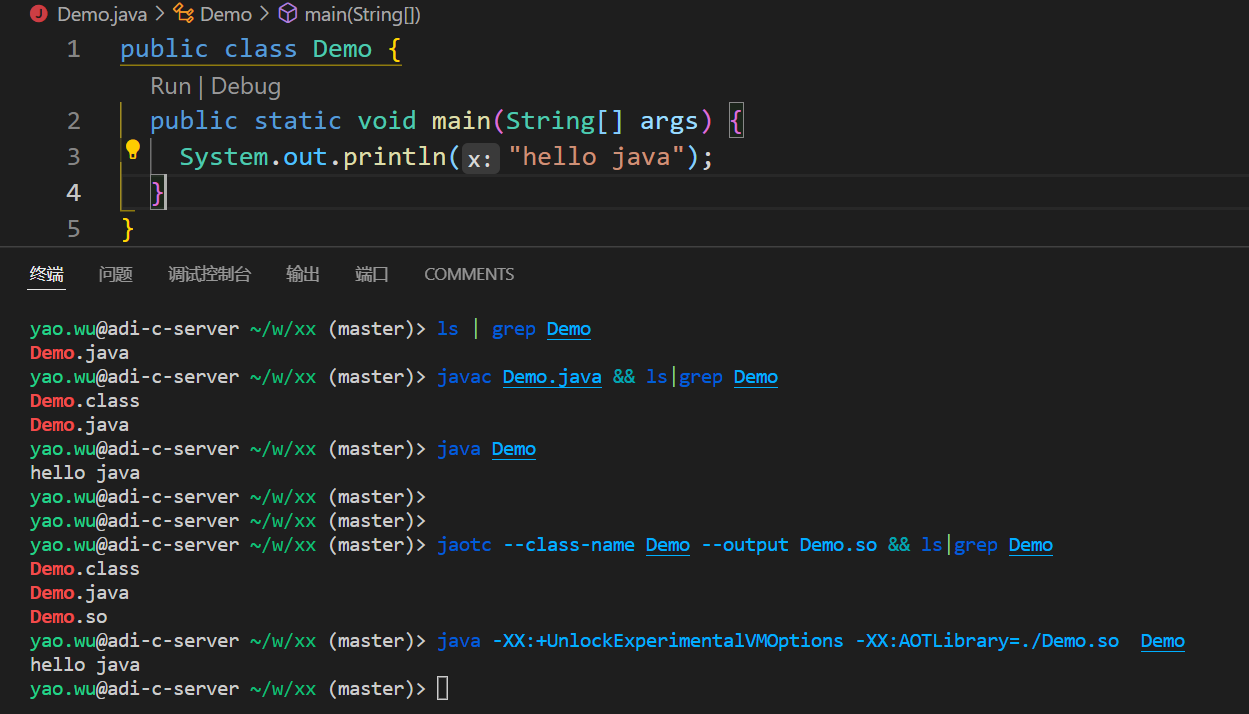 J Demo.java > Demo > main(String[])
1 public class Demo {
Run | Debug
2 public static void main(String[] args) {
3 System.out.println(x: "hello java");
4 }
5 }
终端 问题 调试控制台 输出 端口 COMMENTS
yao.wu@adi-c-server ~/w/xx (master)> ls | grep Demo
Demo.java
yao.wu@adi-c-server ~/w/xx (master)> javac Demo.java && ls|grep Demo
Demo.class
Demo.java
yao.wu@adi-c-server ~/w/xx (master)> java Demo
hello java
yao.wu@adi-c-server ~/w/xx (master)>
yao.wu@adi-c-server ~/w/xx (master)>
yao.wu@adi-c-server ~/w/xx (master)> jaotc --class-name Demo --output Demo.so && ls|grep Demo
Demo.class
Demo.java
Demo.so
yao.wu@adi-c-server ~/w/xx (master)> java -XX:+UnlockExperimentalVMOptions -XX:AOTLibrary=./Demo.so Demo
hello java
yao.wu@adi-c-server ~/w/xx (master)>